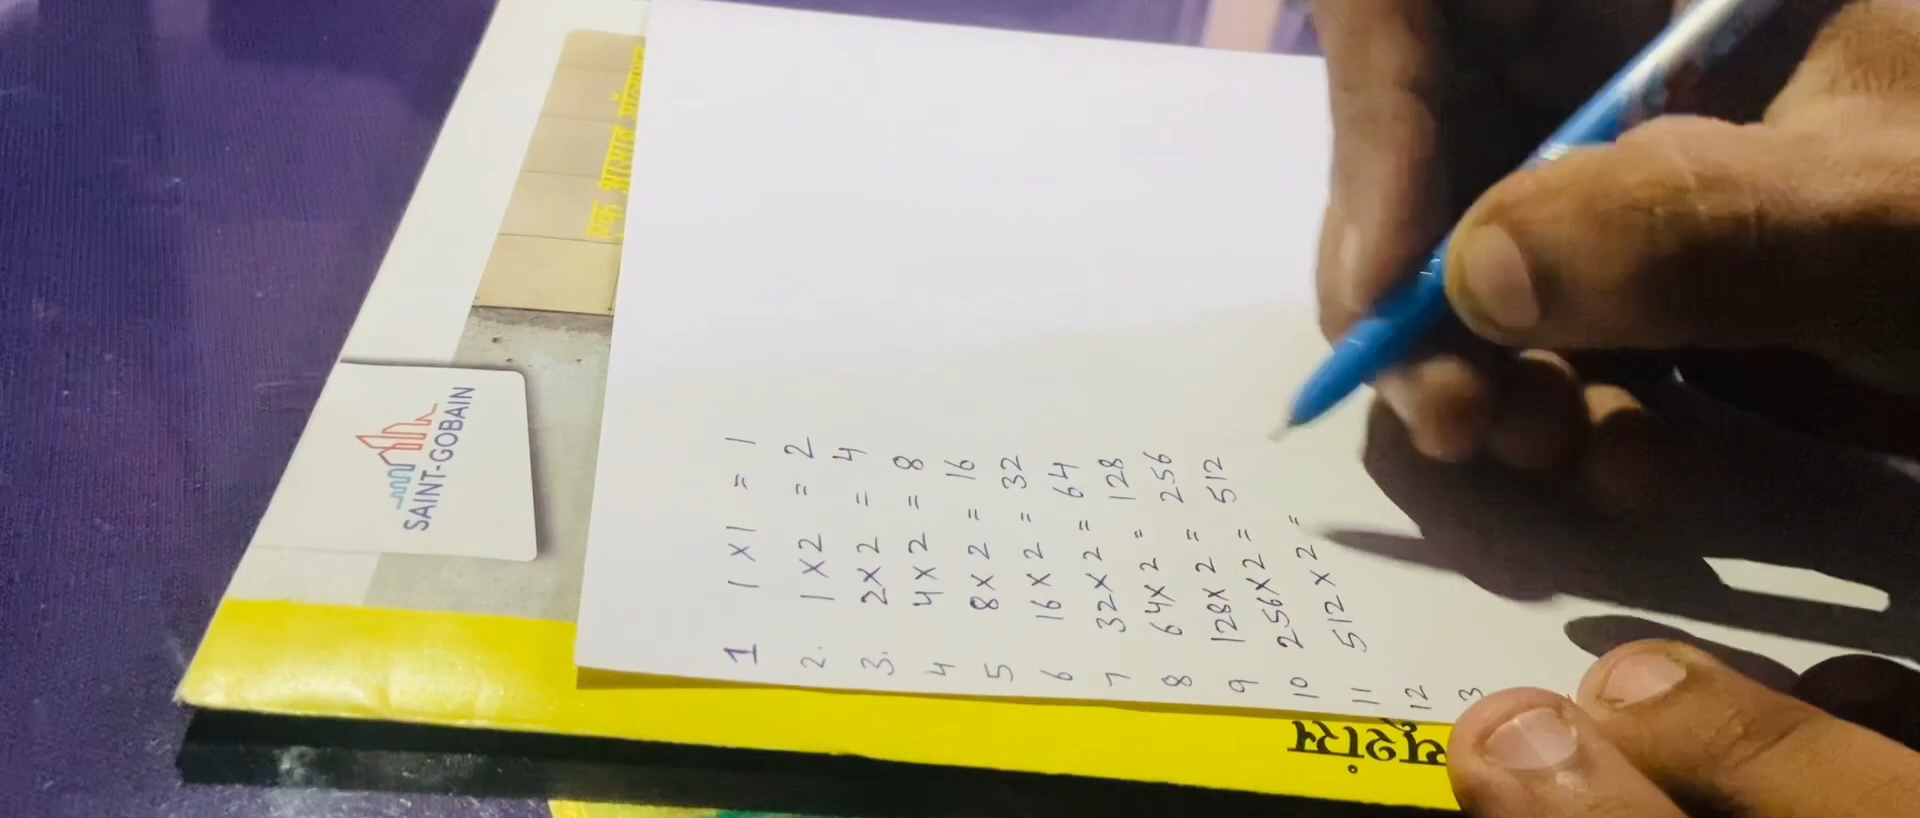 1 1 x 1 = 1
2. 1 x 2 = 2
3. 2 x 2 = 4
4 4 x 2 = 8
5 8 x 2 = 16
6 16 x 2 = 32
7 32 x 2 = 64
8 64 x 2 = 128
9 128 x 2 = 256
10 256 x 2 = 512
11 512 x 2 =
12
3
SAINT-GOBAIN
एक